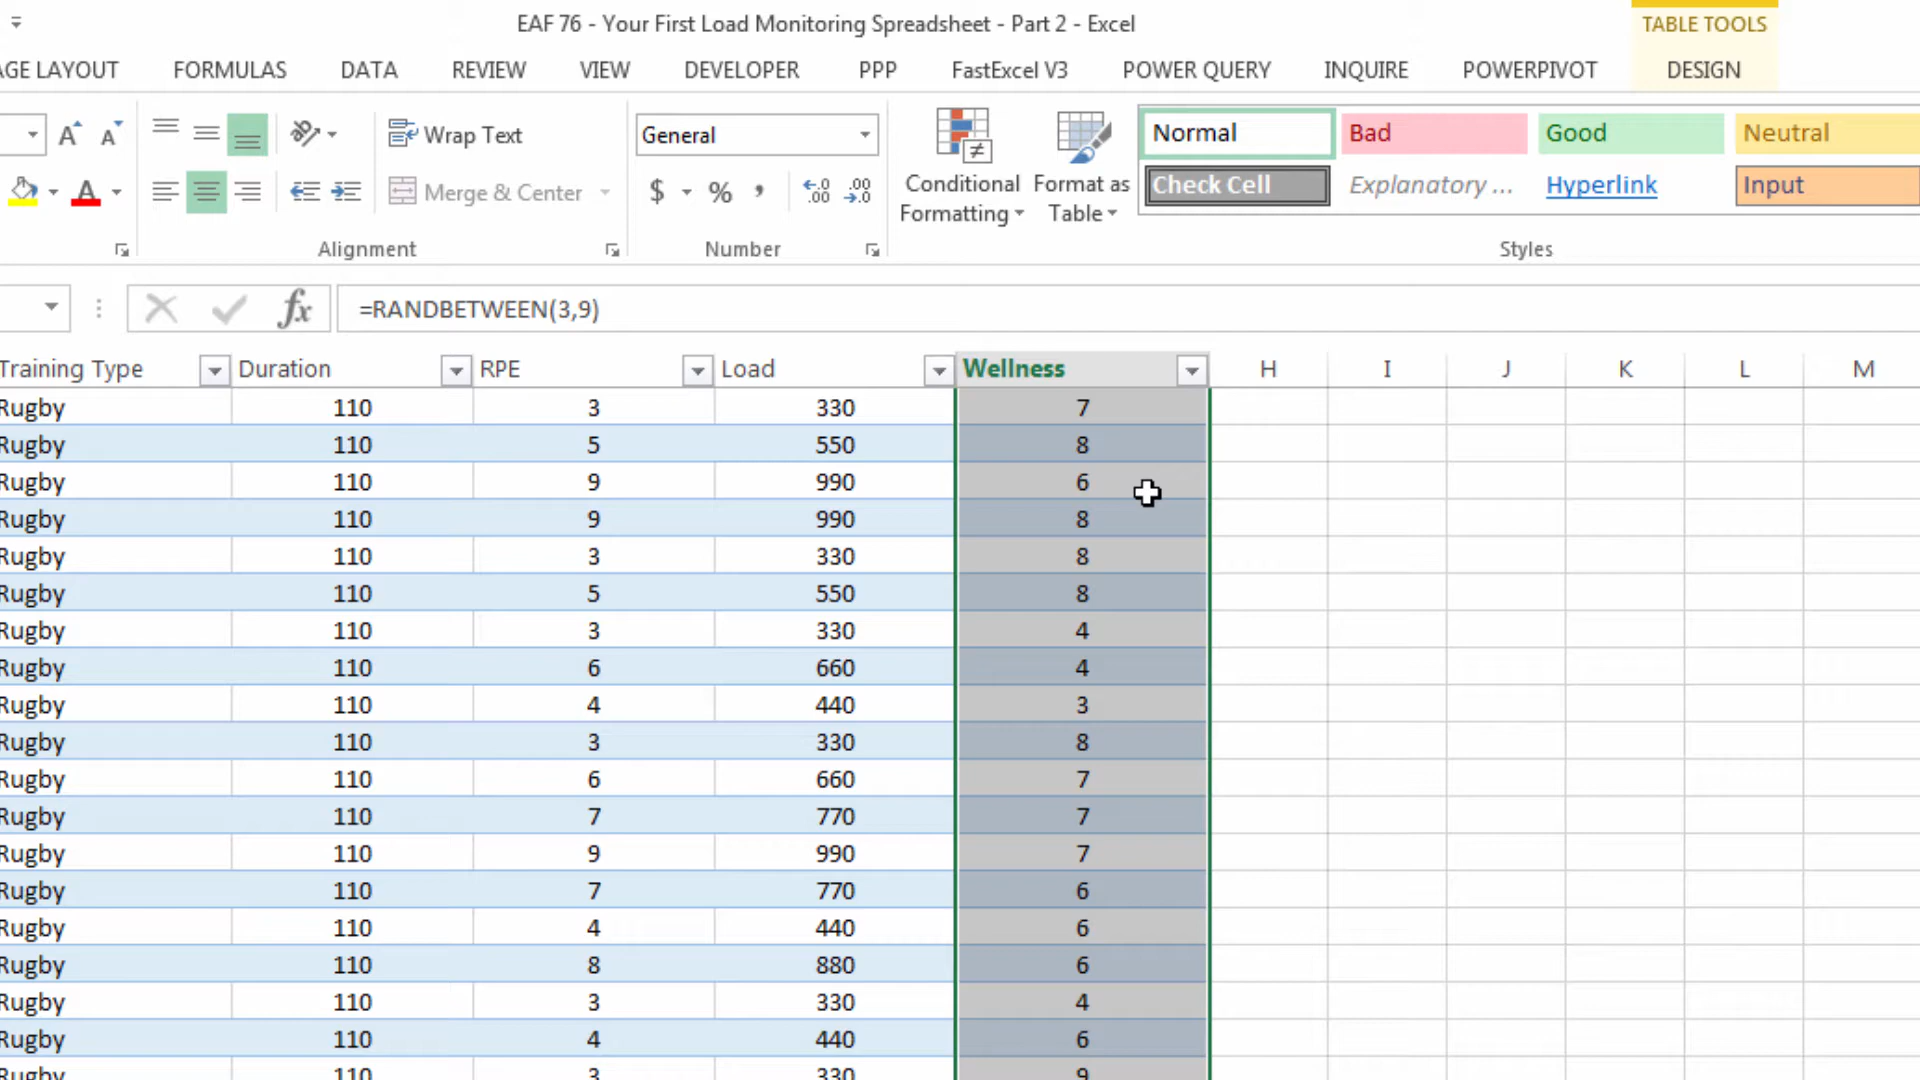 EAF 76 - Your First Load Monitoring Spreadsheet - Part 2 - Excel
TABLE TOOLS
AGE LAYOUT FORMULAS DATA REVIEW VIEW DEVELOPER PPP FastExcel V3 POWER QUERY INQUIRE POWERPIVOT DESIGN
A A Wrap Text General Normal Bad Good Neutral
A Merge & Center $ % , .0 .00 .00 .0 Conditional Formatting Format as Table Check Cell Explanatory ... Hyperlink Input
Alignment Number Styles
fx =RANDBETWEEN(3,9)
Training Type Duration RPE Load Wellness H I J K L M
Rugby 110 3 330 7
Rugby 110 5 550 8
Rugby 110 9 990 6
Rugby 110 9 990 8
Rugby 110 3 330 8
Rugby 110 5 550 8
Rugby 110 3 330 4
Rugby 110 6 660 4
Rugby 110 4 440 3
Rugby 110 3 330 8
Rugby 110 6 660 7
Rugby 110 7 770 7
Rugby 110 9 990 7
Rugby 110 7 770 6
Rugby 110 4 440 6
Rugby 110 8 880 6
Rugby 110 3 330 4
Rugby 110 4 440 6
Rugby 110 3 330 9